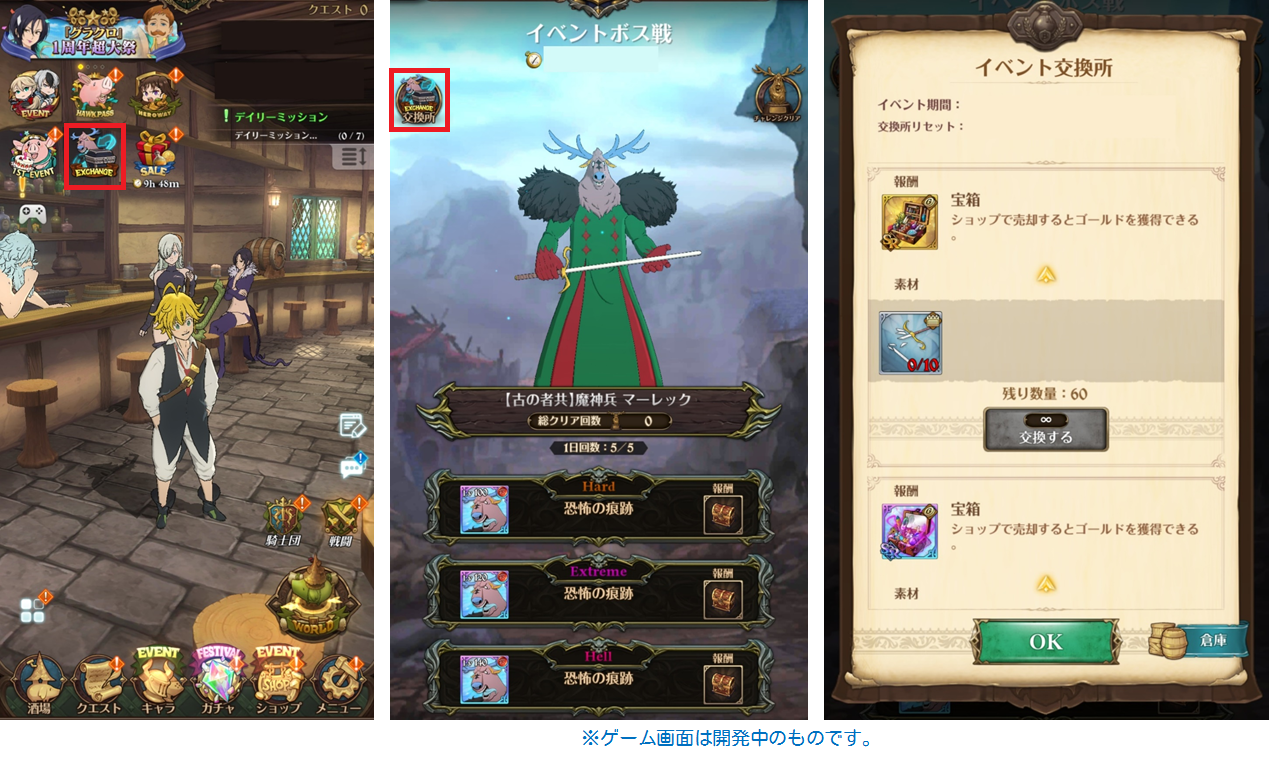 クエスト 0
『グラクロ』
1周年超大祭
EVENT
HAWK PASS
HERO WAY
! デイリーミッション
デイリーミッション... (0/7)
1ST EVENT
EXCHANGE
SALE
9h 48m
騎士団
戦闘
WORLD
EVENT
FESTIVAL
EVENT
SHOP
酒場
クエスト
キャラ
ガチャ
ショップ
メニュー
イベントボス戦
EXCHANGE
交換所
チャレンジクリア
【古の者共】魔神兵 マーレック
総クリア回数 0
1日回数:5/5
Hard
Lv 100
恐怖の痕跡
報酬
Extreme
Lv 120
恐怖の痕跡
報酬
Hell
Lv 140
恐怖の痕跡
報酬
イベント交換所
イベント期間:
交換所リセット:
報酬
宝箱
ショップで売却するとゴールドを獲得できる
。
素材
0/10
残り数量:60
∞
交換する
報酬
宝箱
ショップで売却するとゴールドを獲得できる
。
素材
OK
倉庫
※ゲーム画面は開発中のものです。